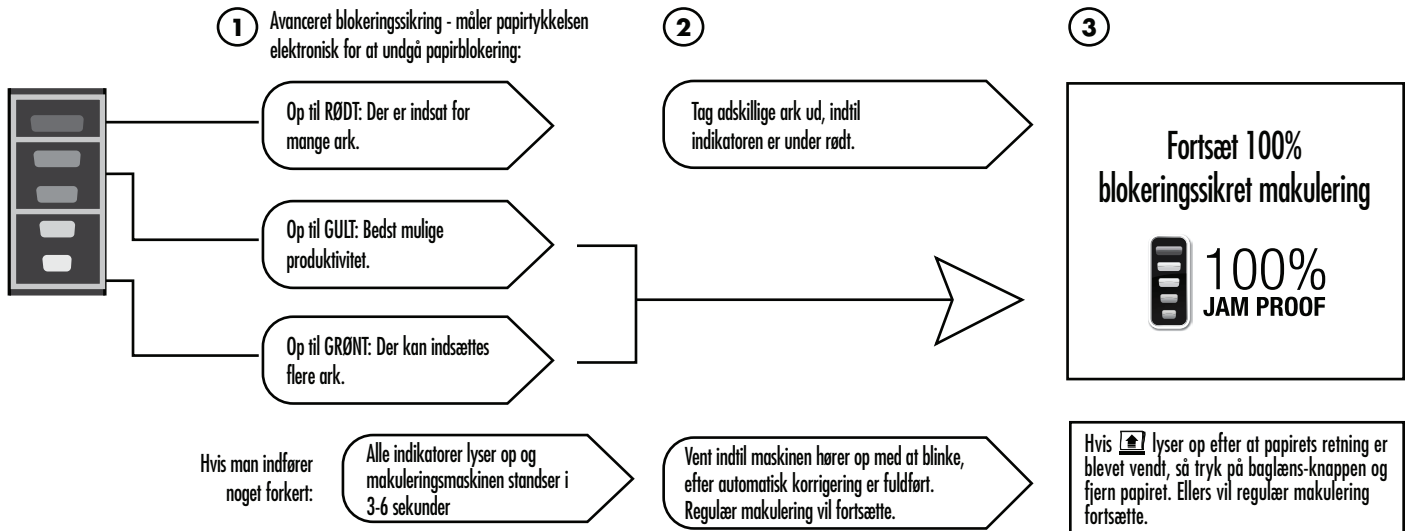 1
Avanceret blokeringssikring - måler papirtykkelsen
elektronisk for at undgå papirblokering:
Op til RØDT: Der er indsat for
mange ark.
Op til GULT: Bedst mulige
produktivitet.
Op til GRØNT: Der kan indsættes
flere ark.
2
Tag adskillige ark ud, indtil
indikatoren er under rødt.
3
Fortsæt 100%
blokeringssikret makulering
100%
JAM PROOF
Hvis man indfører
noget forkert:
Alle indikatorer lyser op og
makuleringsmaskinen standser i
3-6 sekunder
Vent indtil maskinen hører op med at blinke,
efter automatisk korrigering er fuldført.
Regulær makulering vil fortsætte.
Hvis lyser op efter at papirets retning er
blevet vendt, så tryk på baglæns-knappen og
fjern papiret. Ellers vil regulær makulering
fortsætte.